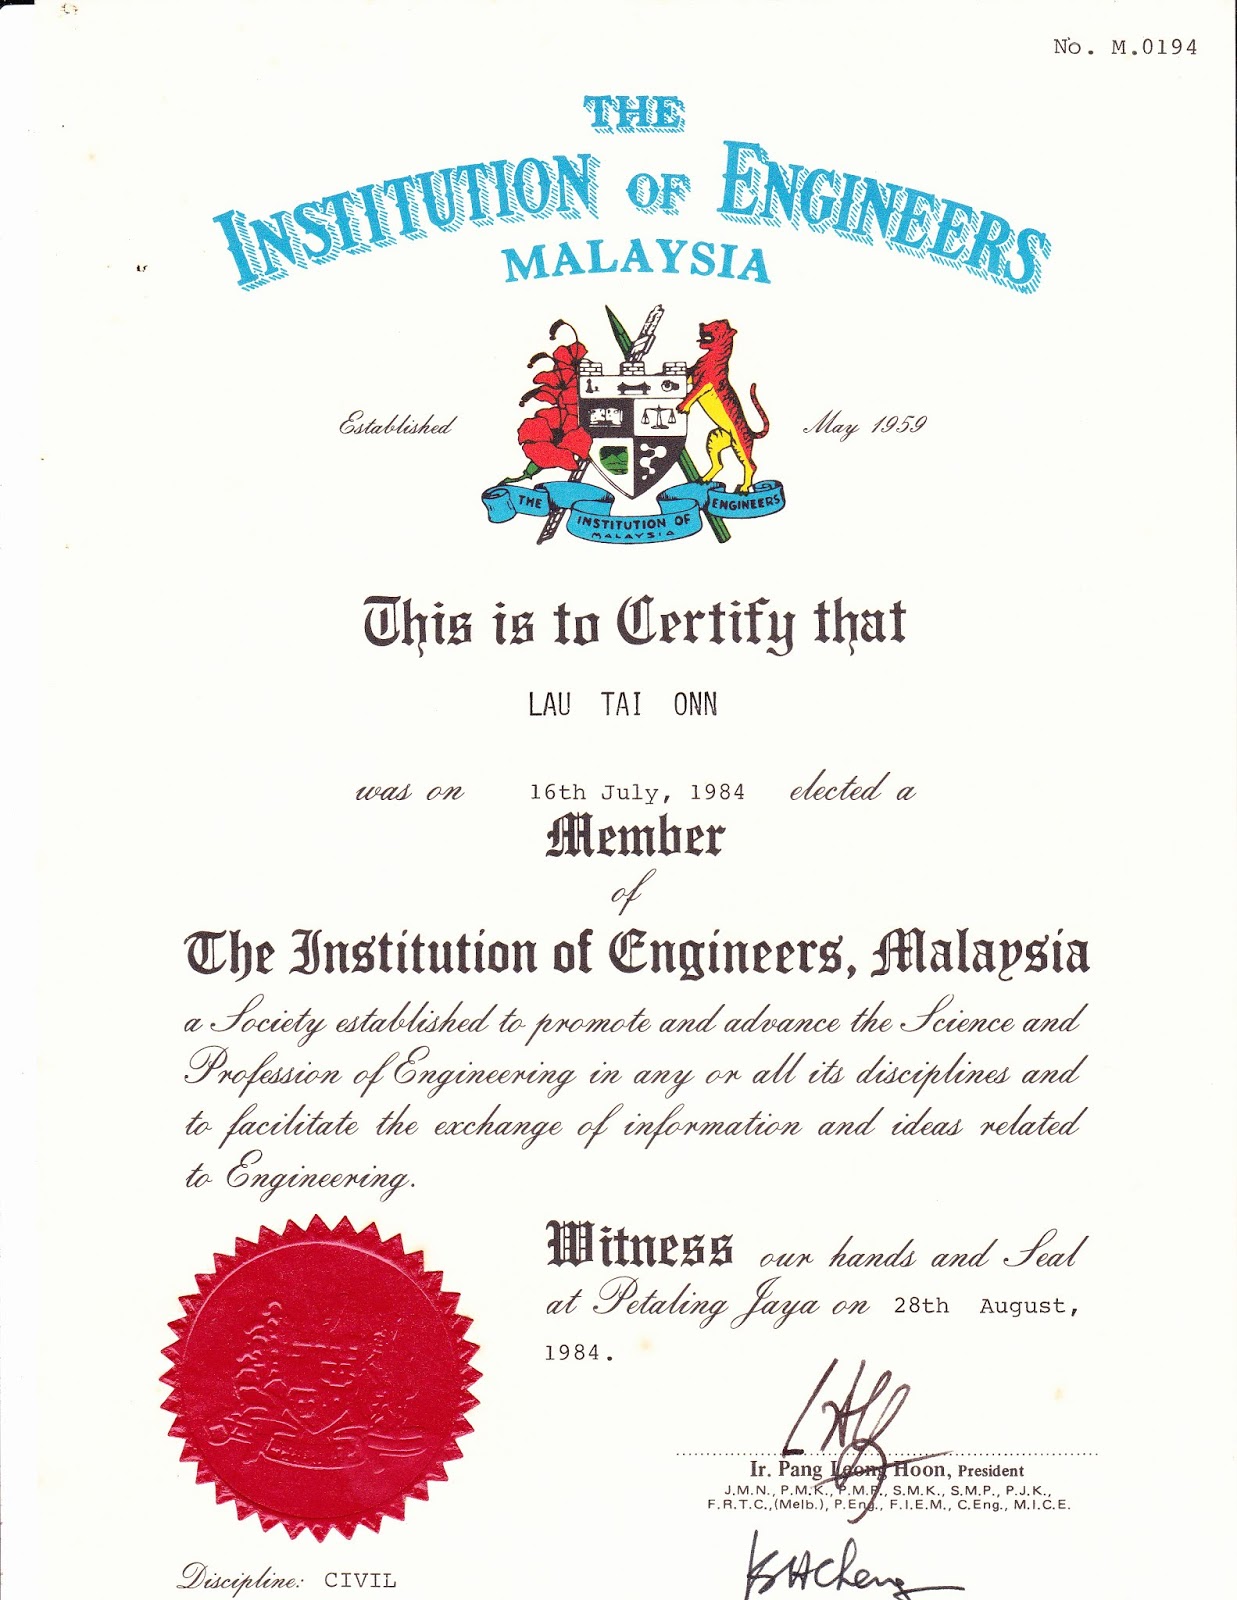 No. M.0194
THE
INSTITUTION OF ENGINEERS
MALAYSIA
Established May 1959
THE INSTITUTION OF ENGINEERS
MALAYSIA
This is to Certify that
LAU TAI ONN
was on 16th July, 1984 elected a
Member
of
The Institution of Engineers, Malaysia
a Society established to promote and advance the Science and
Profession of Engineering in any or all its disciplines and
to facilitate the exchange of information and ideas related
to Engineering.
Witness our hands and Seal
at Petaling Jaya on 28th August,
1984.
Ir. Pang Leong Hoon, President
J.M.N., P.M.K., P.M.P., S.M.K., S.M.P., P.J.K.,
F.R.T.C.,(Melb.), P.Eng., F.I.E.M., C.Eng., M.I.C.E.
Discipline: CIVIL